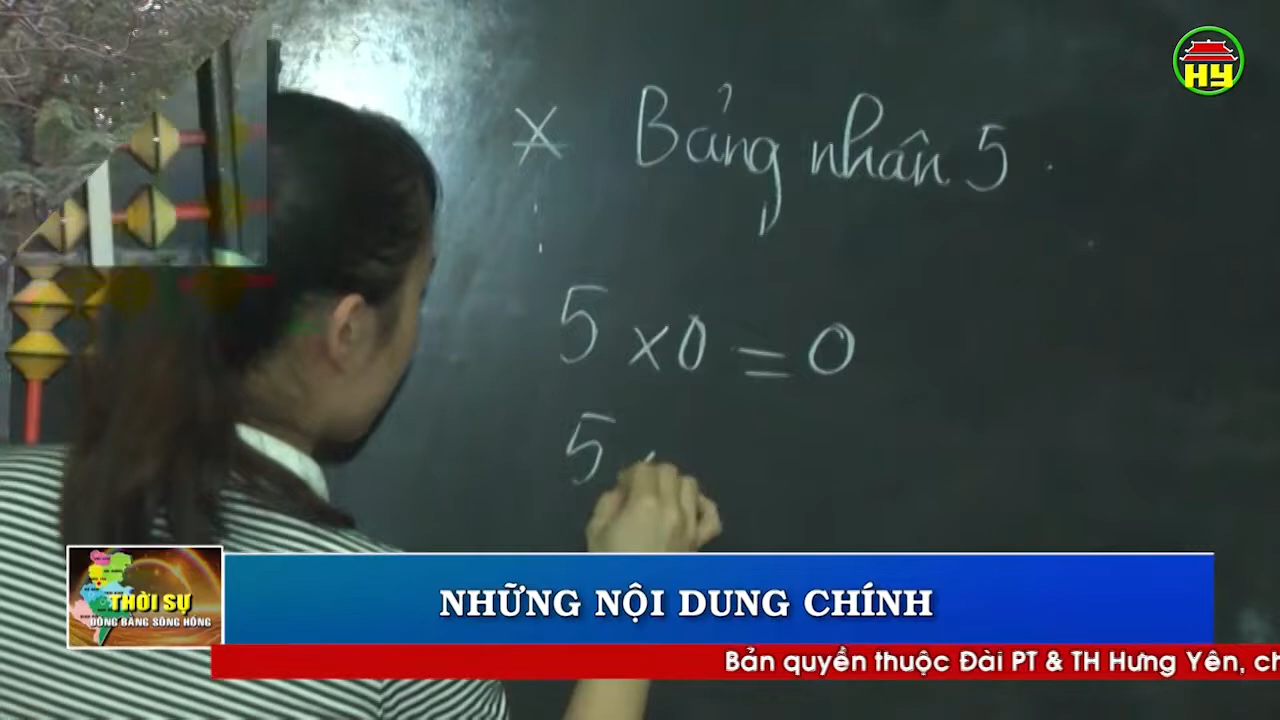 HY
* Bảng nhân 5
5 x 0 = 0
5
NHỮNG NỘI DUNG CHÍNH
THỜI SỰ
ĐỒNG BẰNG SÔNG HỒNG
Bản quyền thuộc Đài PT & TH Hưng Yên, ch